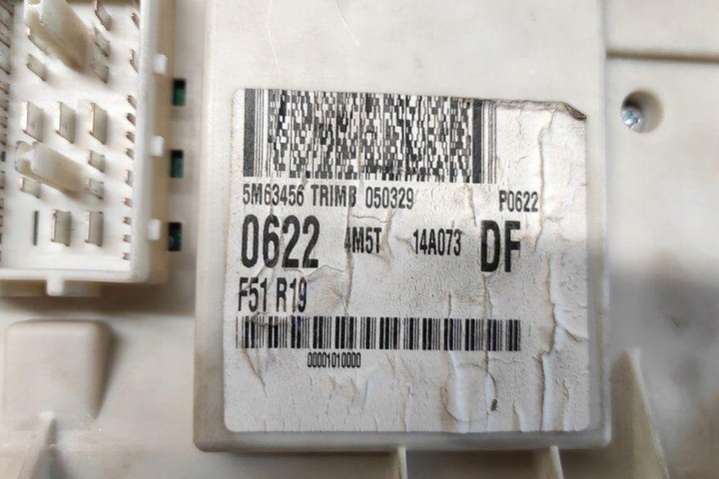 5M63456 TRIMB 050329 P0622
0622 4M5T 14A073 DF
F51 R19
00001010000